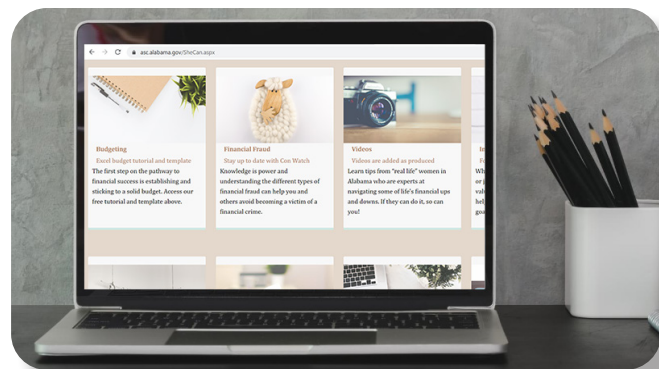 asc.alabama.gov/SheCan.aspx
Budgeting
Excel budget tutorial and template
The first step on the pathway to
financial success is establishing and
sticking to a solid budget. Access our
free tutorial and template above.
Financial Fraud
Stay up to date with Con Watch
Knowledge is power and
understanding the different types of
financial fraud can help you and
others avoid becoming a victim of a
financial crime.
Videos
Videos are added as produced
Learn tips from "real life" women in
Alabama who are experts at
navigating some of life's financial ups
and downs. If they can do it, so can
you!